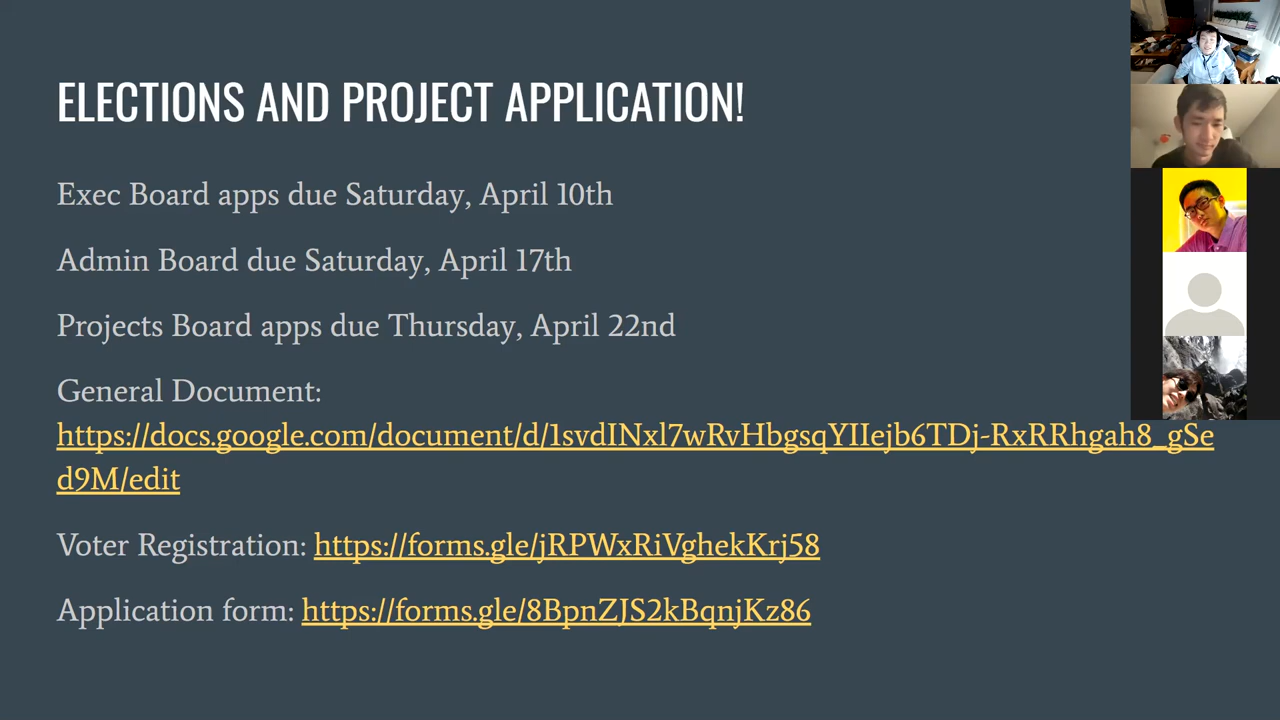 ELECTIONS AND PROJECT APPLICATION!
Exec Board apps due Saturday, April 10th
Admin Board due Saturday, April 17th
Projects Board apps due Thursday, April 22nd
General Document:
https://docs.google.com/document/d/1svdINxl7wRvHbgsqYIIejb6TDj-RxRRhgah8_gSe
d9M/edit
Voter Registration: https://forms.gle/jRPWxRiVghekKrj58
Application form: https://forms.gle/8BpnZJS2kBqnjKz86